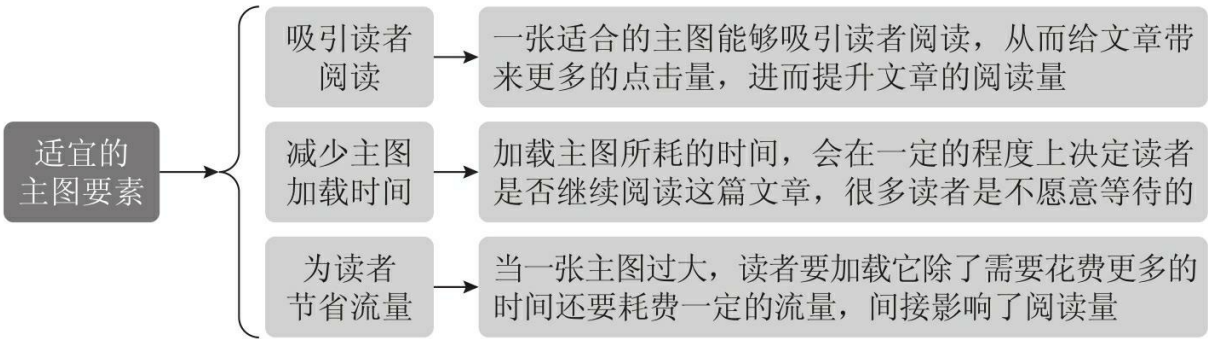 适宜的
主图要素
吸引读者
阅读
一张适合的主图能够吸引读者阅读，从而给文章带
来更多的点击量，进而提升文章的阅读量
减少主图
加载时间
加载主图所耗的时间，会在一定的程度上决定读者
是否继续阅读这篇文章，很多读者是不愿意等待的
为读者
节省流量
当一张主图过大，读者要加载它除了需要花费更多的
时间还要耗费一定的流量，间接影响了阅读量